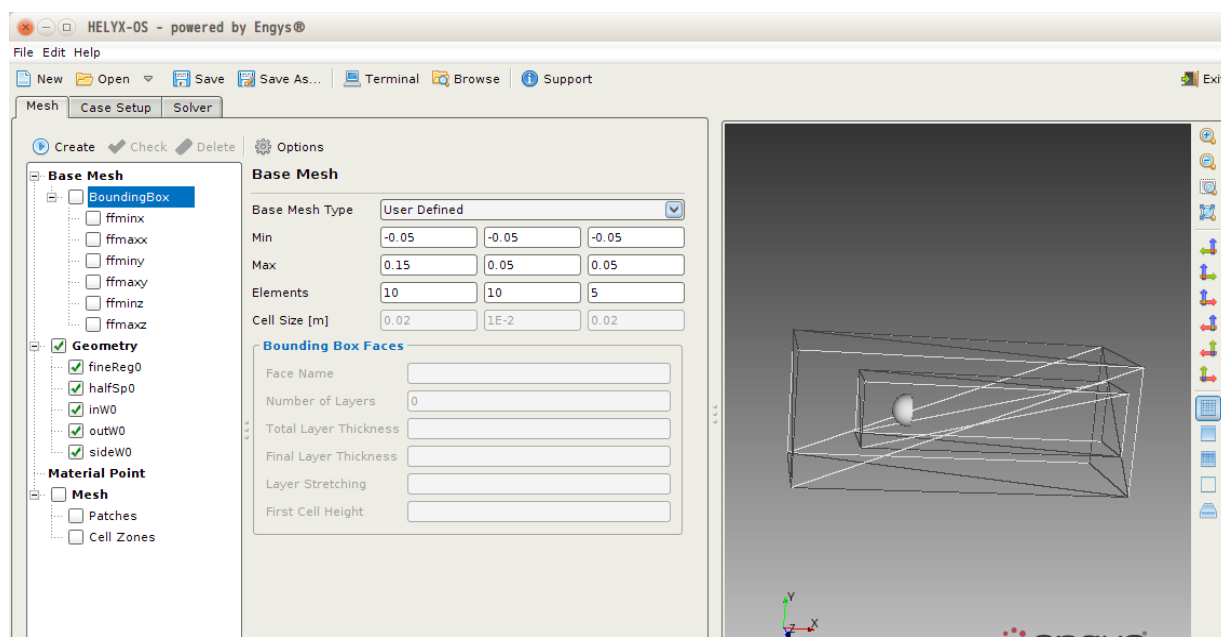 HELYX-OS - powered by Engys®
File Edit Help
New Open Save Save As... Terminal Browse Support
Mesh Case Setup Solver
Create Check Delete Options
Base Mesh
BoundingBox
ffminx
ffmaxx
ffminy
ffmaxy
ffminz
ffmaxz
Geometry
fineReg0
halfSp0
inW0
outW0
sideW0
Material Point
Mesh
Patches
Cell Zones
Base Mesh
Base Mesh Type User Defined
Min -0.05 -0.05 -0.05
Max 0.15 0.05 0.05
Elements 10 10 5
Cell Size [m] 0.02 1E-2 0.02
Bounding Box Faces
Face Name
Number of Layers 0
Total Layer Thickness
Final Layer Thickness
Layer Stretching
First Cell Height
Y
Z X